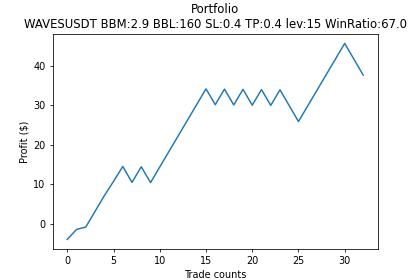 Portfolio
WAVESUSDT BBM:2.9 BBL:160 SL:0.4 TP:0.4 lev:15 WinRatio:67.0
40
30
20
10
0
Profit ($)
0 5 10 15 20 25 30
Trade counts